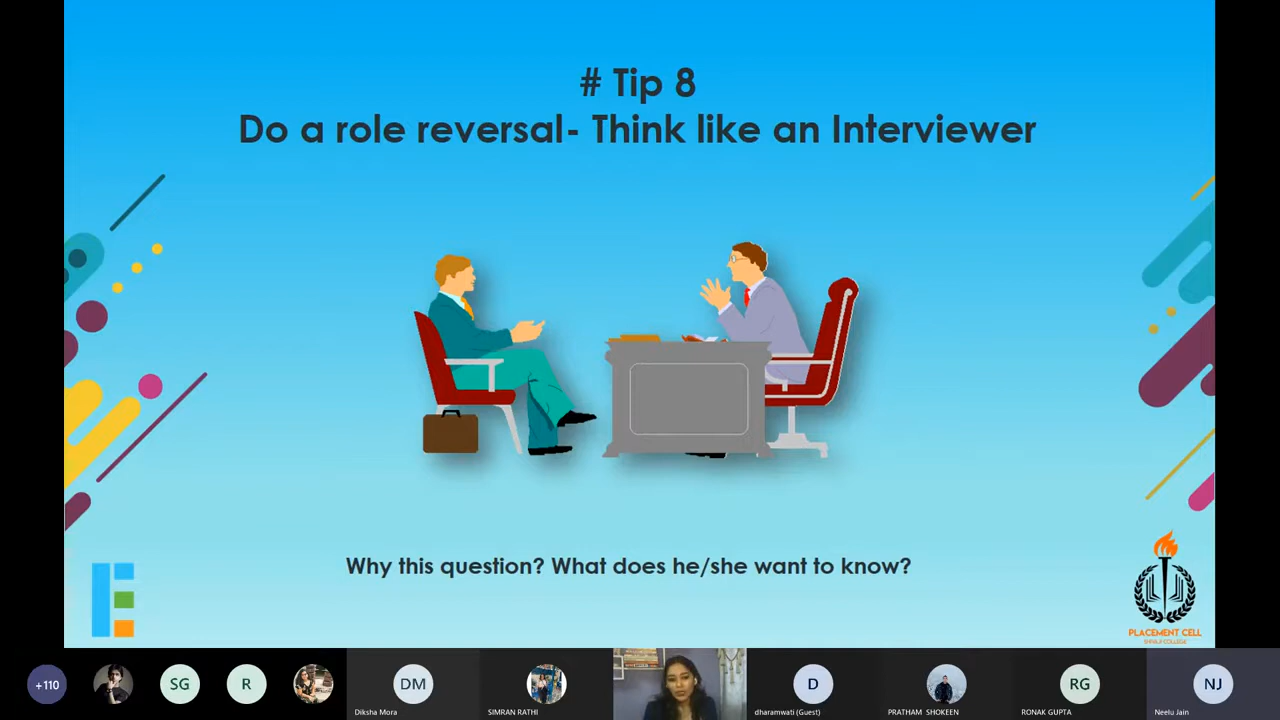 # Tip 8
Do a role reversal- Think like an Interviewer
Why this question? What does he/she want to know?
PLACEMENT CELL
SHIVAJI COLLEGE
+110
SG
R
DM
Diksha Mora
SIMRAN RATHI
D
dharamwati (Guest)
PRATHAM SHOKEEN
RG
RONAK GUPTA
NJ
Neelu Jain